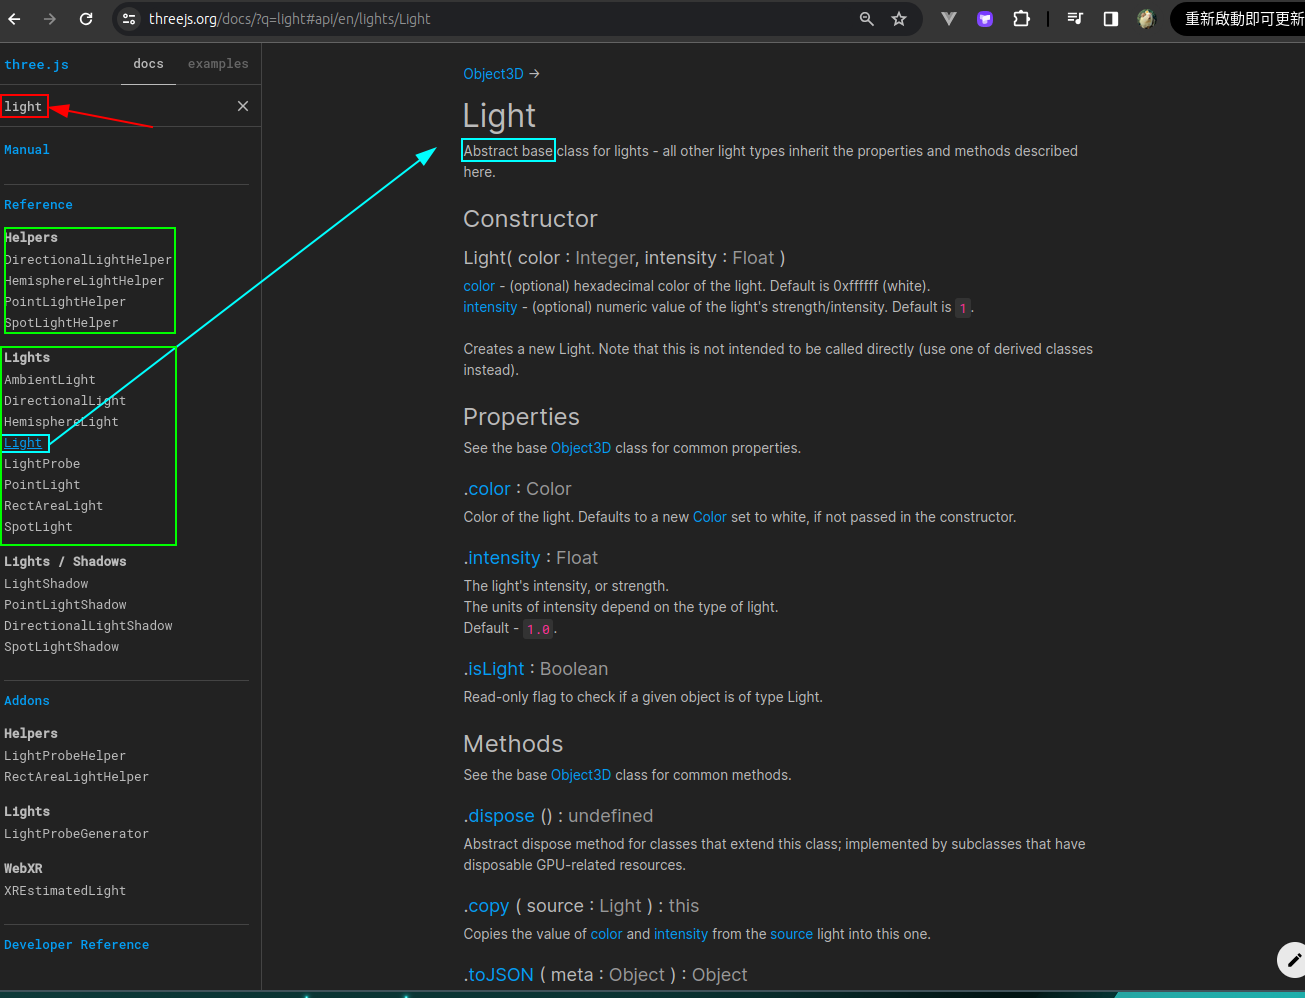 threejs.org/docs/?q=light#api/en/lights/Light
重新啟動即可更新
three.js
docs
examples
light
Manual
Reference
Helpers
DirectionalLightHelper
HemisphereLightHelper
PointLightHelper
SpotLightHelper
Lights
AmbientLight
DirectionalLight
HemisphereLight
Light
LightProbe
PointLight
RectAreaLight
SpotLight
Lights / Shadows
LightShadow
PointLightShadow
DirectionalLightShadow
SpotLightShadow
Addons
Helpers
LightProbeHelper
RectAreaLightHelper
Lights
LightProbeGenerator
WebXR
XREstimatedLight
Developer Reference
Object3D →
Light
Abstract base class for lights - all other light types inherit the properties and methods described
here.
Constructor
Light( color : Integer, intensity : Float )
color - (optional) hexadecimal color of the light. Default is 0xffffff (white).
intensity - (optional) numeric value of the light's strength/intensity. Default is 1.
Creates a new Light. Note that this is not intended to be called directly (use one of derived classes
instead).
Properties
See the base Object3D class for common properties.
.color : Color
Color of the light. Defaults to a new Color set to white, if not passed in the constructor.
.intensity : Float
The light's intensity, or strength.
The units of intensity depend on the type of light.
Default - 1.0.
.isLight : Boolean
Read-only flag to check if a given object is of type Light.
Methods
See the base Object3D class for common methods.
.dispose () : undefined
Abstract dispose method for classes that extend this class; implemented by subclasses that have
disposable GPU-related resources.
.copy ( source : Light ) : this
Copies the value of color and intensity from the source light into this one.
.toJSON ( meta : Object ) : Object